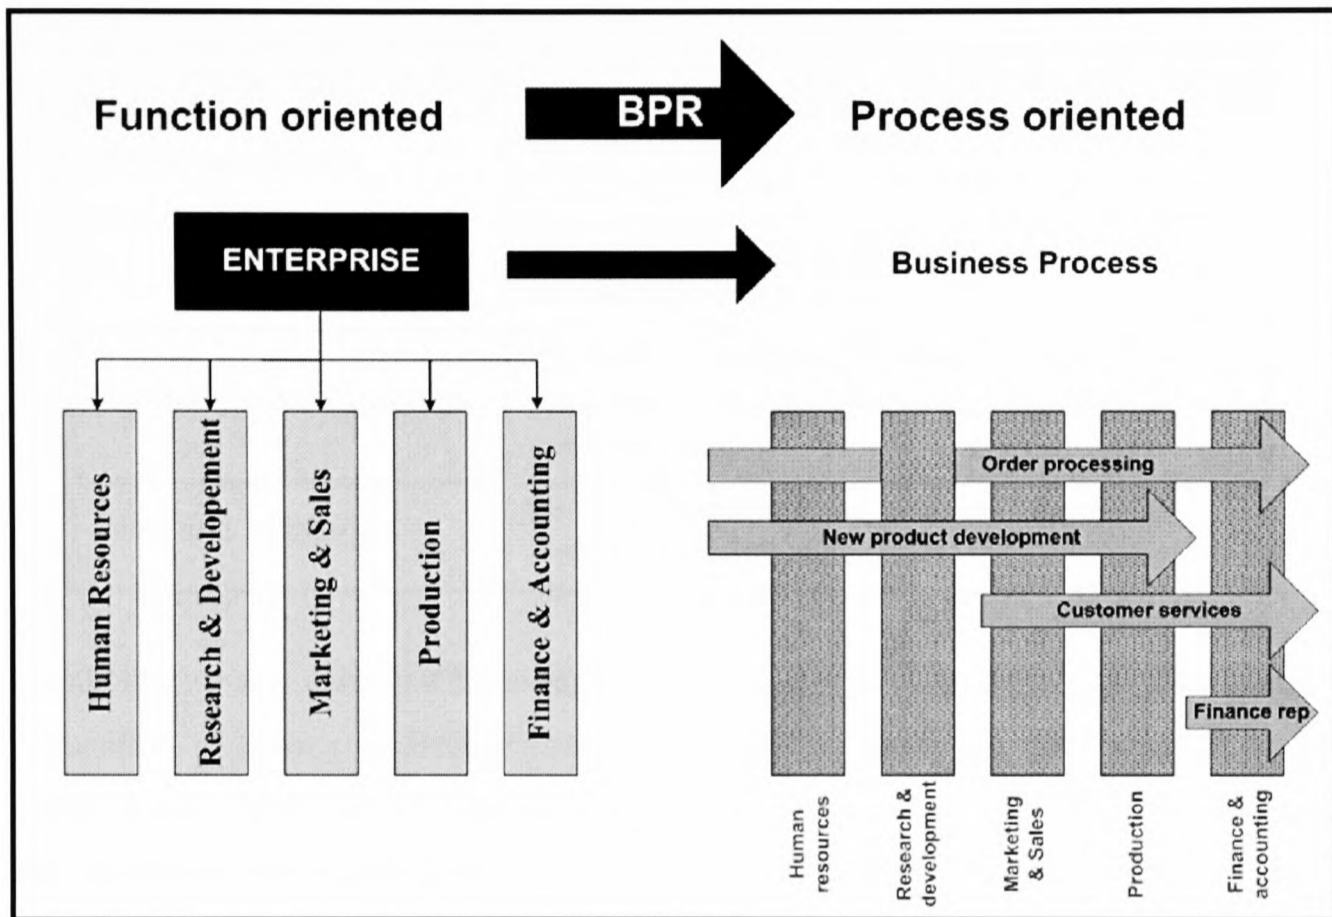 Function oriented
BPR
Process oriented
ENTERPRISE
Business Process
Human Resources
Research & Developement
Marketing & Sales
Production
Finance & Accounting
Order processing
New product development
Customer services
Finance rep
Human
resources
Research &
development
Marketing
& Sales
Production
Finance &
accounting